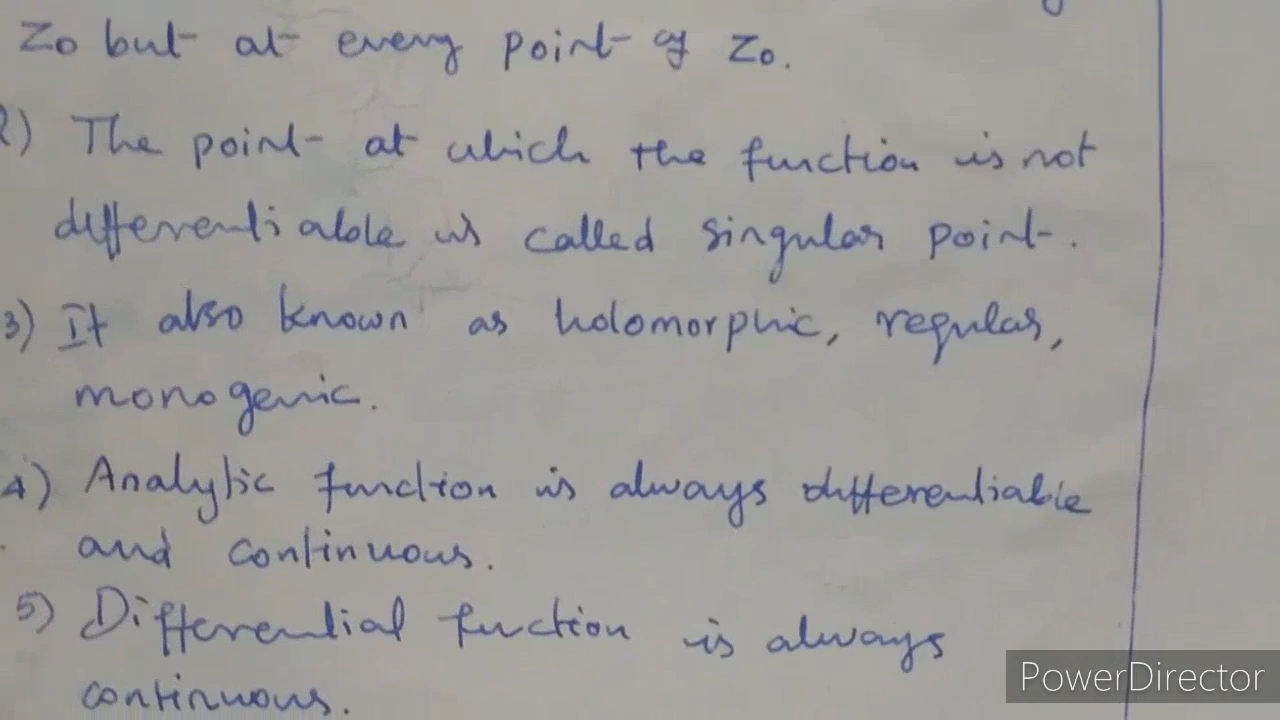 Zo but at every point of Zo.
2) The point at which the function is not
differentiable is called singular point.
3) It also known as holomorphic, regular,
monogenic.
4) Analytic function is always differentiable
and continuous.
5) Differential function is always
continuous.
PowerDirector